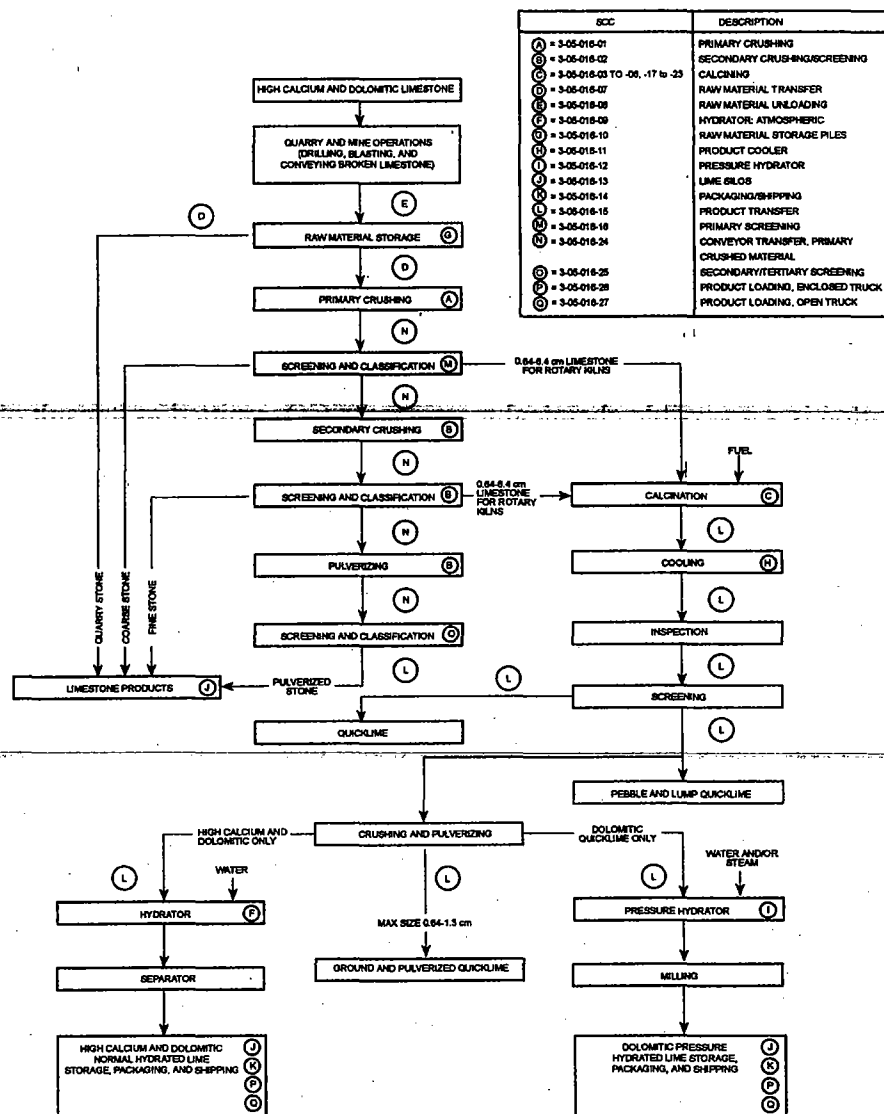 SCC DESCRIPTION
A = 3-05-016-01 PRIMARY CRUSHING
B = 3-05-016-02 SECONDARY CRUSHING/SCREENING
C = 3-05-016-03 TO -06, -17 to -23 CALCINING
D = 3-05-016-07 RAW MATERIAL TRANSFER
E = 3-05-016-08 RAW MATERIAL UNLOADING
F = 3-05-016-09 HYDRATOR: ATMOSPHERIC
G = 3-05-016-10 RAW MATERIAL STORAGE PILES
H = 3-05-016-11 PRODUCT COOLER
I = 3-05-016-12 PRESSURE HYDRATOR
J = 3-05-016-13 LIME SILOS
K = 3-05-016-14 PACKAGING/SHIPPING
L = 3-05-016-15 PRODUCT TRANSFER
M = 3-05-016-16 PRIMARY SCREENING
N = 3-05-016-24 CONVEYOR TRANSFER, PRIMARY
CRUSHED MATERIAL
O = 3-05-016-25 SECONDARY/TERTIARY SCREENING
P = 3-05-016-26 PRODUCT LOADING, ENCLOSED TRUCK
Q = 3-05-016-27 PRODUCT LOADING, OPEN TRUCK
HIGH CALCIUM AND DOLOMITIC LIMESTONE
QUARRY AND MINE OPERATIONS
(DRILLING, BLASTING, AND
CONVEYING BROKEN LIMESTONE)
D
E
RAW MATERIAL STORAGE G
D
PRIMARY CRUSHING A
N
SCREENING AND CLASSIFICATION M
0.64-6.4 cm LIMESTONE
FOR ROTARY KILNS
N
SECONDARY CRUSHING B
N
FUEL
SCREENING AND CLASSIFICATION B
0.64-6.4 cm
LIMESTONE
FOR ROTARY
KILNS
CALCINATION C
N
L
PULVERIZING B
COOLING H
N
L
QUARRY STONE
COARSE STONE
FINE STONE
SCREENING AND CLASSIFICATION O
INSPECTION
L
L
LIMESTONE PRODUCTS J
PULVERIZED
STONE
L
SCREENING
QUICKLIME
L
PEBBLE AND LUMP QUICKLIME
HIGH CALCIUM AND
DOLOMITIC ONLY
CRUSHING AND PULVERIZING
DOLOMITIC
QUICKLIME ONLY
L
WATER
L
L
WATER AND/OR
STEAM
HYDRATOR F
MAX SIZE 0.64-1.3 cm
PRESSURE HYDRATOR I
SEPARATOR
GROUND AND PULVERIZED QUICKLIME
MILLING
HIGH CALCIUM AND DOLOMITIC J
NORMAL HYDRATED LIME
STORAGE, PACKAGING, AND SHIPPING K
P
Q
DOLOMITIC PRESSURE J
HYDRATED LIME STORAGE,
PACKAGING, AND SHIPPING K
P
Q